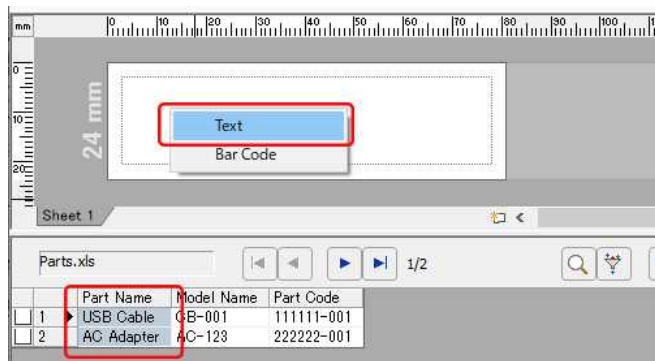 mm 0 10 20 30 40 50 60 70 80 90 100
0
10
20
24 mm
Text
Bar Code
Sheet 1
Parts.xls 1/2
Part Name Model Name Part Code
1 USB Cable CB-001 111111-001
2 AC Adapter AC-123 222222-001